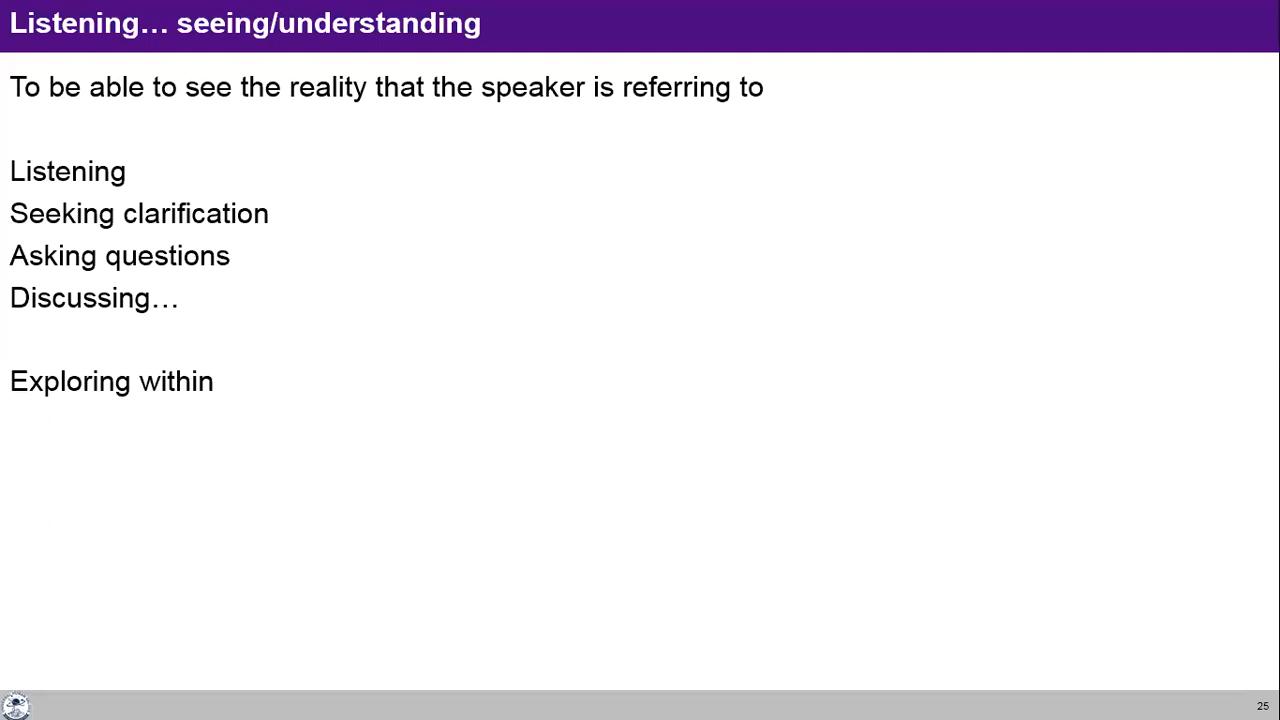 Listening… seeing/understanding
To be able to see the reality that the speaker is referring to
Listening
Seeking clarification
Asking questions
Discussing…
Exploring within
25